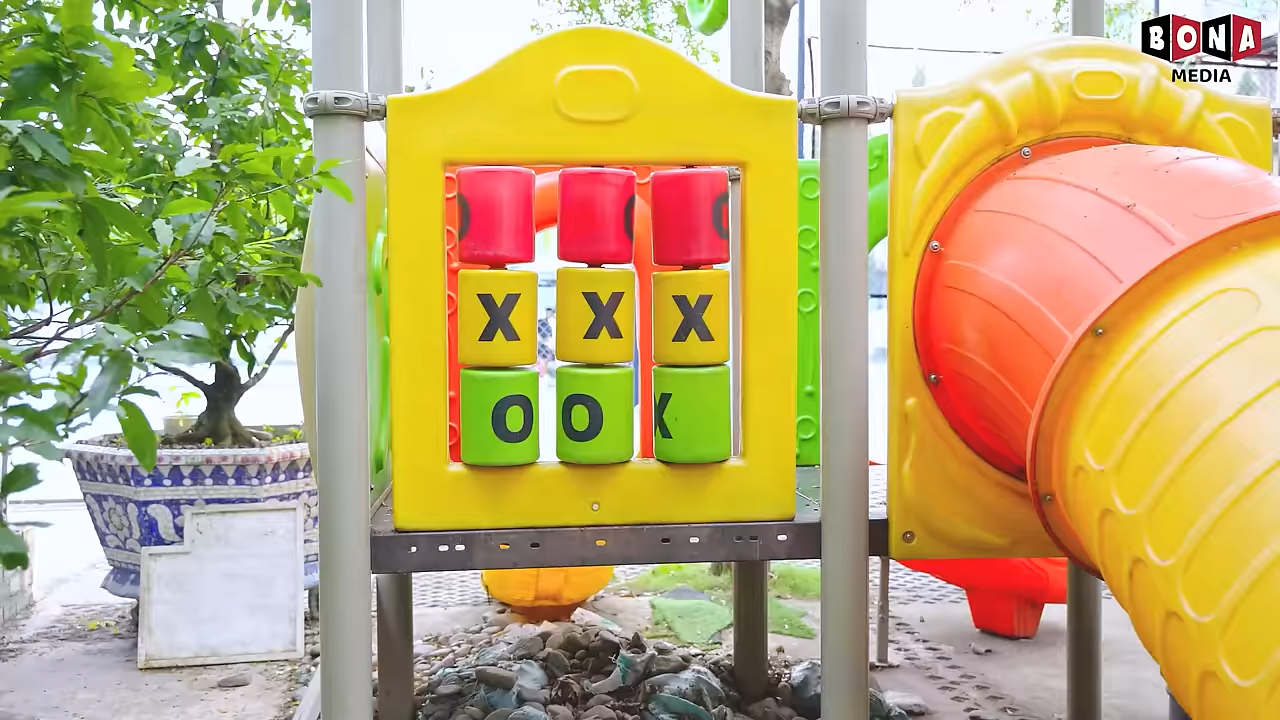 BONA
MEDIA
O O O
X X X
O O X